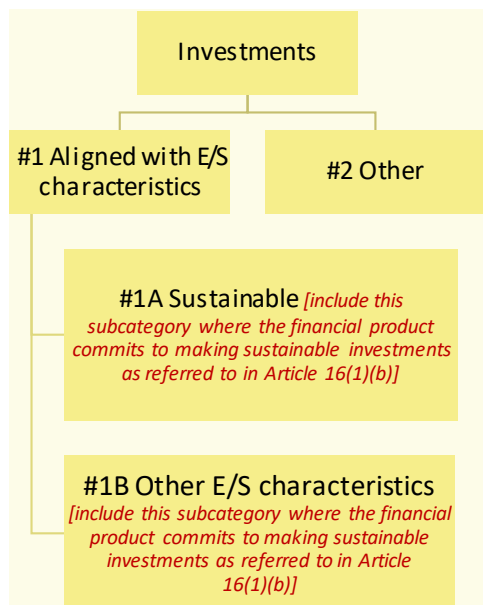 Investments
#1 Aligned with E/S
characteristics
#2 Other
#1A Sustainable [include this
subcategory where the financial product
commits to making sustainable investments
as referred to in Article 16(1)(b)]
#1B Other E/S characteristics
[include this subcategory where the financial
product commits to making sustainable
investments as referred to in Article
16(1)(b)]